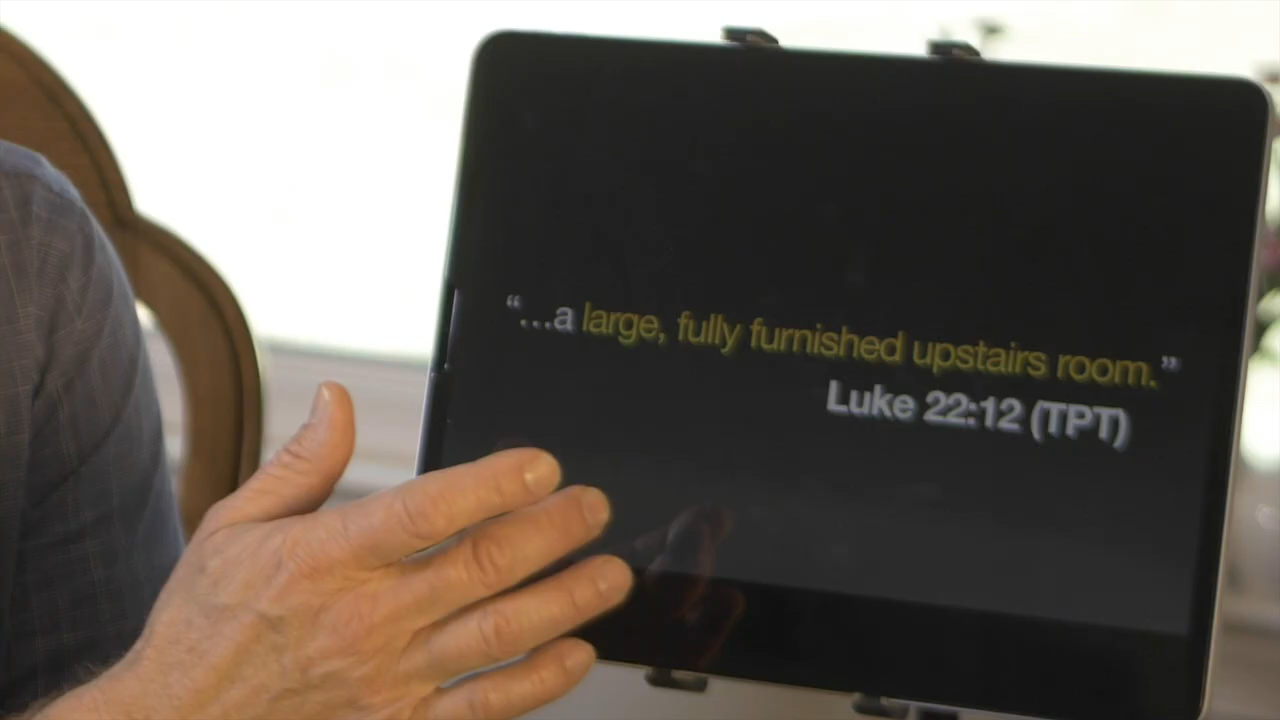 “…a large, fully furnished upstairs room.”
Luke 22:12 (TPT)